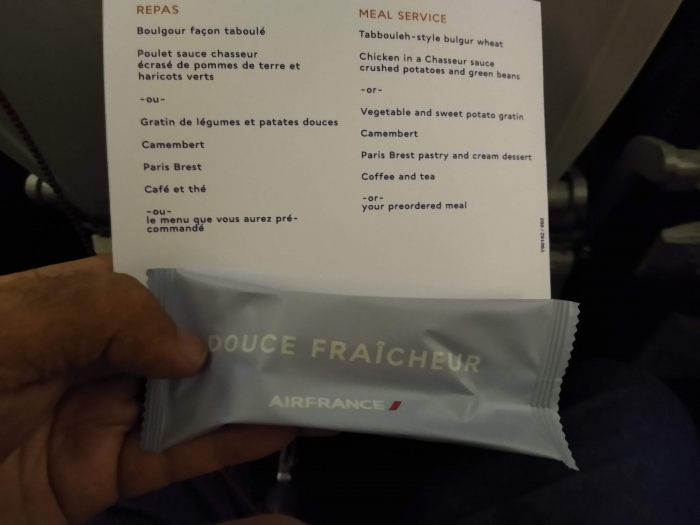 REPAS
Boulgour façon taboulé
Poulet sauce chasseur
écrasé de pommes de terre et
haricots verts
-ou-
Gratin de légumes et patates douces
Camembert
Paris Brest
Café et thé
-ou-
le menu que vous aurez pré-
commandé
MEAL SERVICE
Tabbouleh-style bulgur wheat
Chicken in a Chasseur sauce
crushed potatoes and green beans
-or-
Vegetable and sweet potato gratin
Camembert
Paris Brest pastry and cream dessert
Coffee and tea
-or-
your preordered meal
DOUCE FRAÎCHEUR
AIRFRANCE